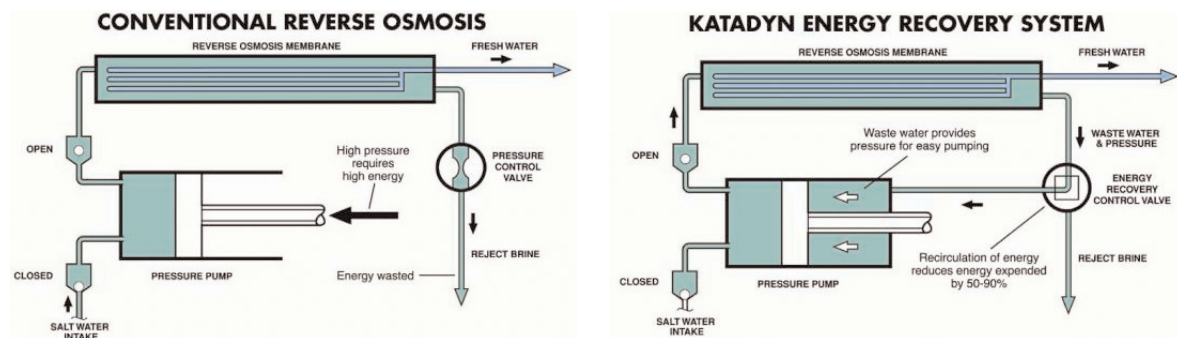 CONVENTIONAL REVERSE OSMOSIS
REVERSE OSMOSIS MEMBRANE
FRESH WATER
OPEN
High pressure
requires
high energy
PRESSURE
CONTROL
VALVE
REJECT BRINE
Energy wasted
CLOSED
PRESSURE PUMP
SALT WATER
INTAKE
KATADYN ENERGY RECOVERY SYSTEM
REVERSE OSMOSIS MEMBRANE
FRESH WATER
WASTE WATER
& PRESSURE
Waste water provides
pressure for easy pumping
OPEN
ENERGY
RECOVERY
CONTROL VALVE
Recirculation of energy
reduces energy expended
by 50-90%
REJECT BRINE
CLOSED
PRESSURE PUMP
SALT WATER
INTAKE